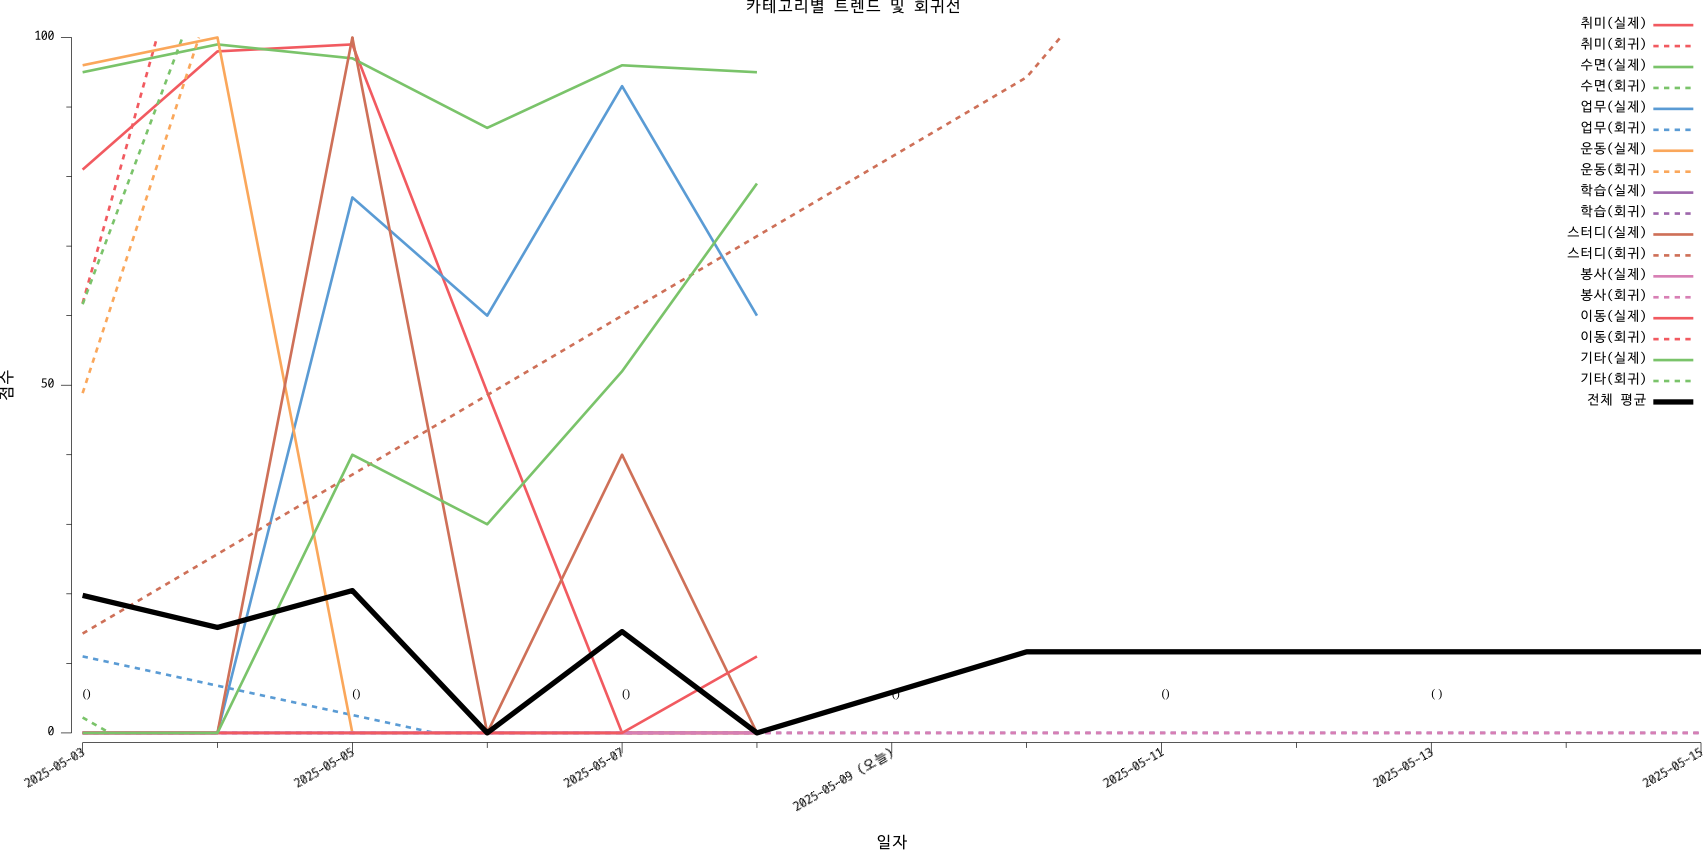 카테고리별 트렌드 및 회귀선
취미(실제)
취미(회귀)
수면(실제)
수면(회귀)
업무(실제)
업무(회귀)
운동(실제)
운동(회귀)
학습(실제)
학습(회귀)
스터디(실제)
스터디(회귀)
봉사(실제)
봉사(회귀)
이동(실제)
이동(회귀)
기타(실제)
기타(회귀)
전체 평균
100
50
0
점수
() () () () () ( )
2025-05-03
2025-05-05
2025-05-07
2025-05-09 (오늘)
2025-05-11
2025-05-13
2025-05-15
일자